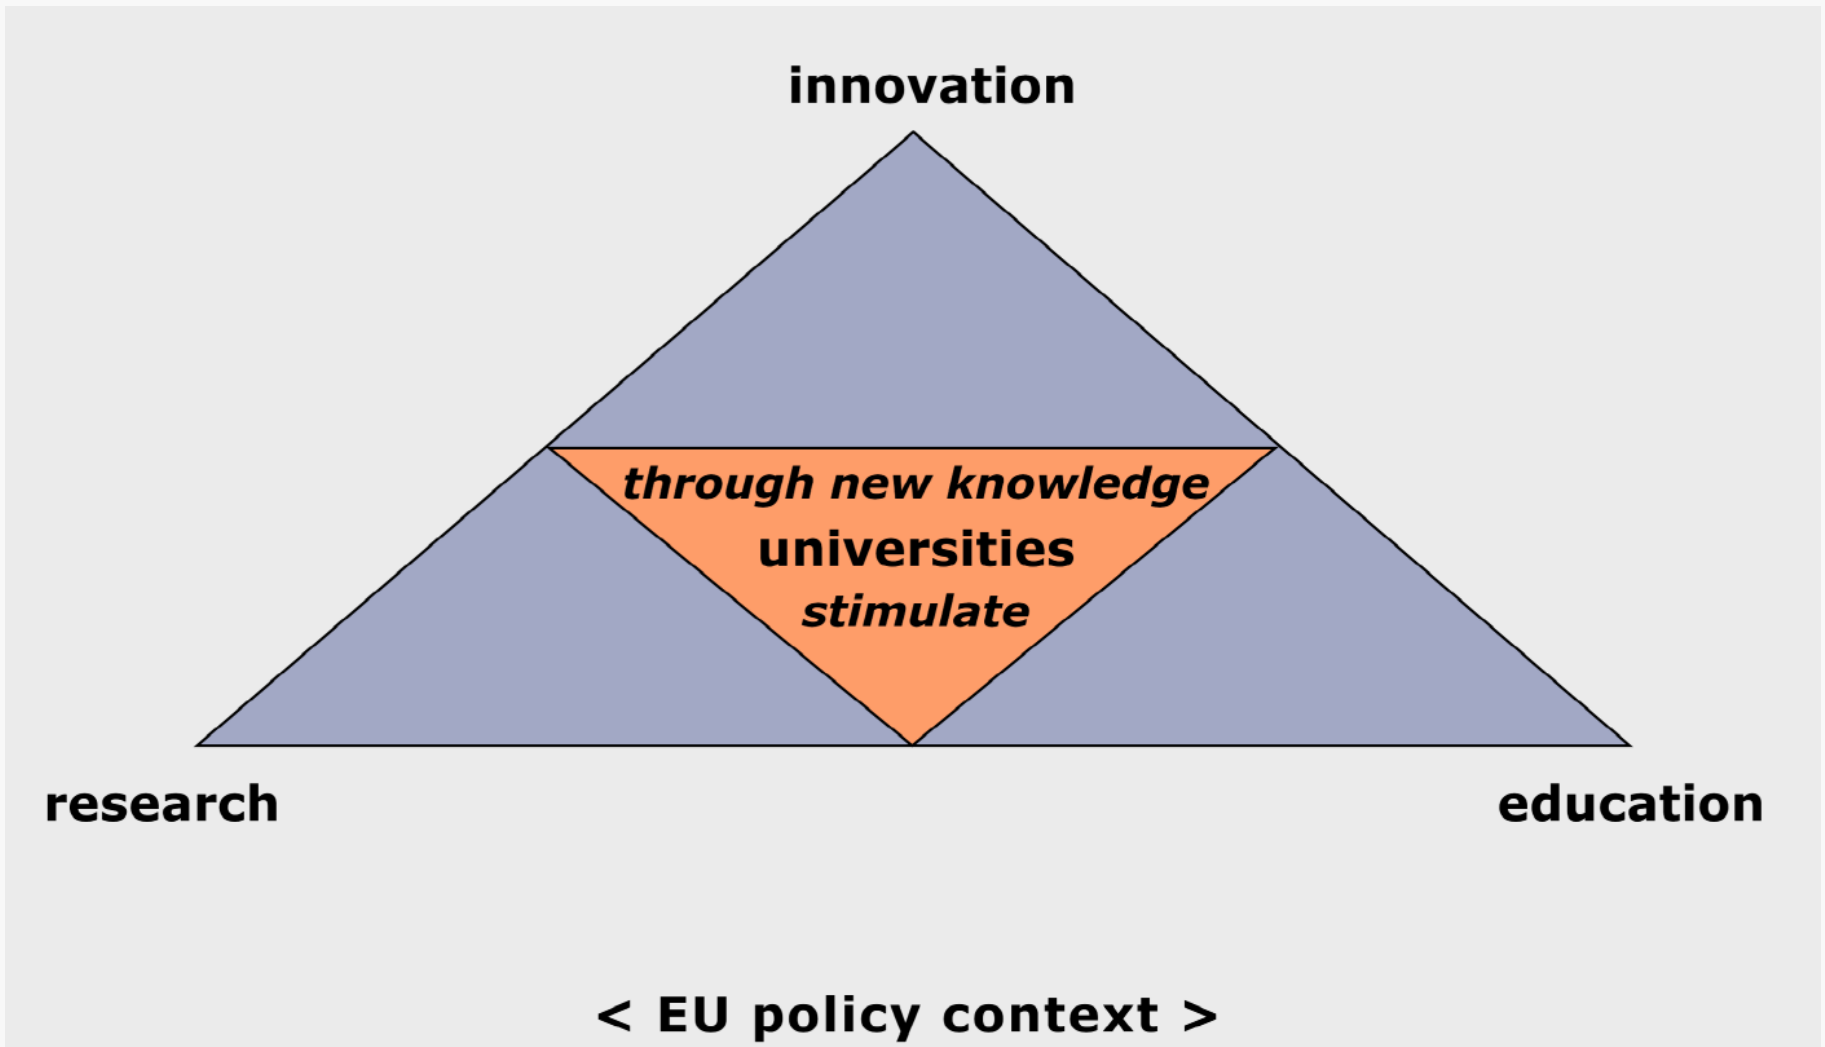 innovation
through new knowledge
universities
stimulate
research
education
< EU policy context >